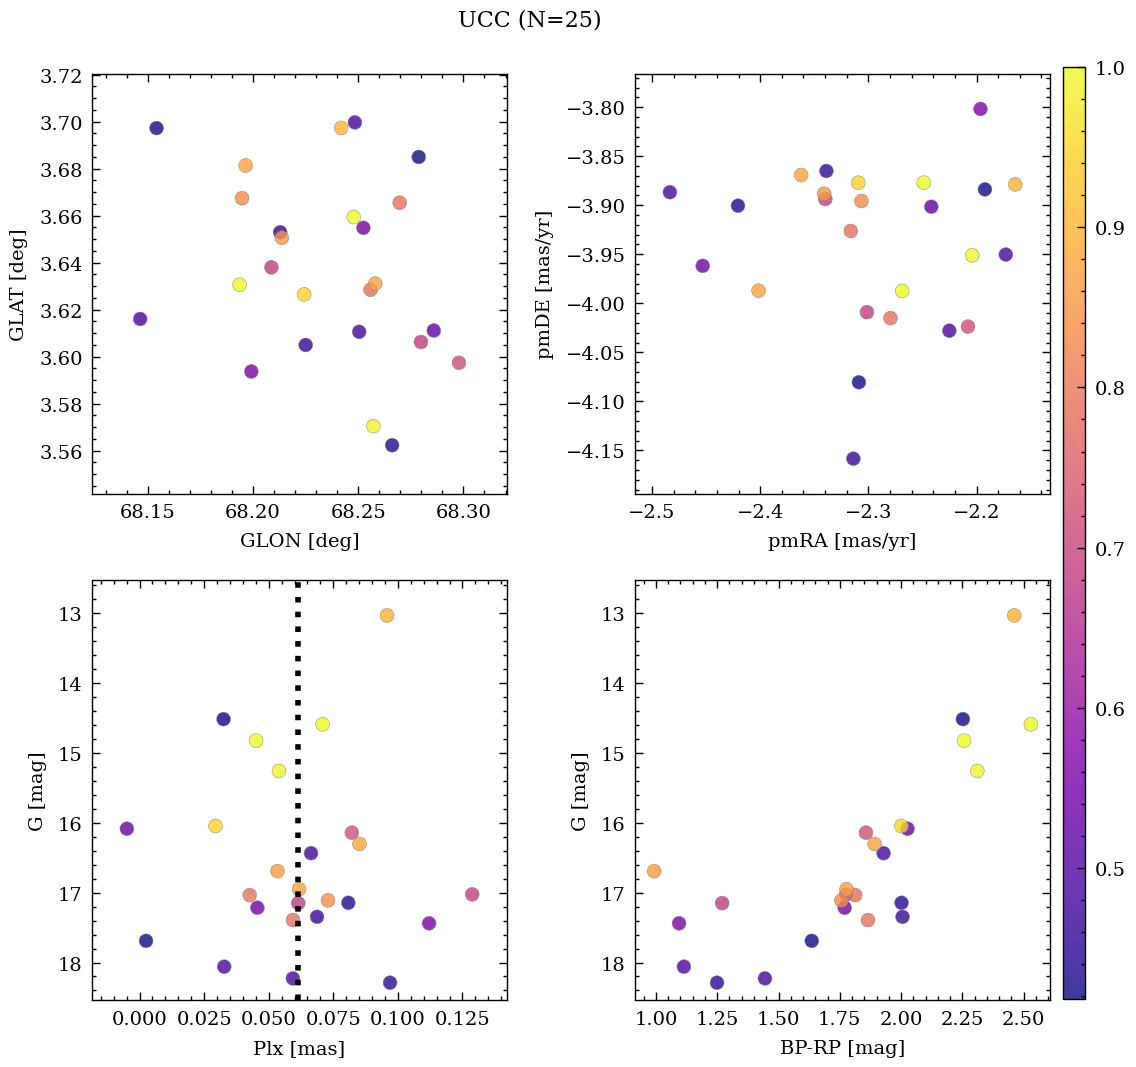 UCC (N=25)
3.72
3.70
3.68
3.66
3.64
3.62
3.60
3.58
3.56
GLAT [deg]
68.15 68.20 68.25 68.30
GLON [deg]
−3.80
−3.85
−3.90
−3.95
−4.00
−4.05
−4.10
−4.15
pmDE [mas/yr]
−2.5 −2.4 −2.3 −2.2
pmRA [mas/yr]
1.0
0.9
0.8
0.7
0.6
0.5
13
14
15
16
17
18
G [mag]
0.000 0.025 0.050 0.075 0.100 0.125
Plx [mas]
13
14
15
16
17
18
G [mag]
1.00 1.25 1.50 1.75 2.00 2.25 2.50
BP-RP [mag]